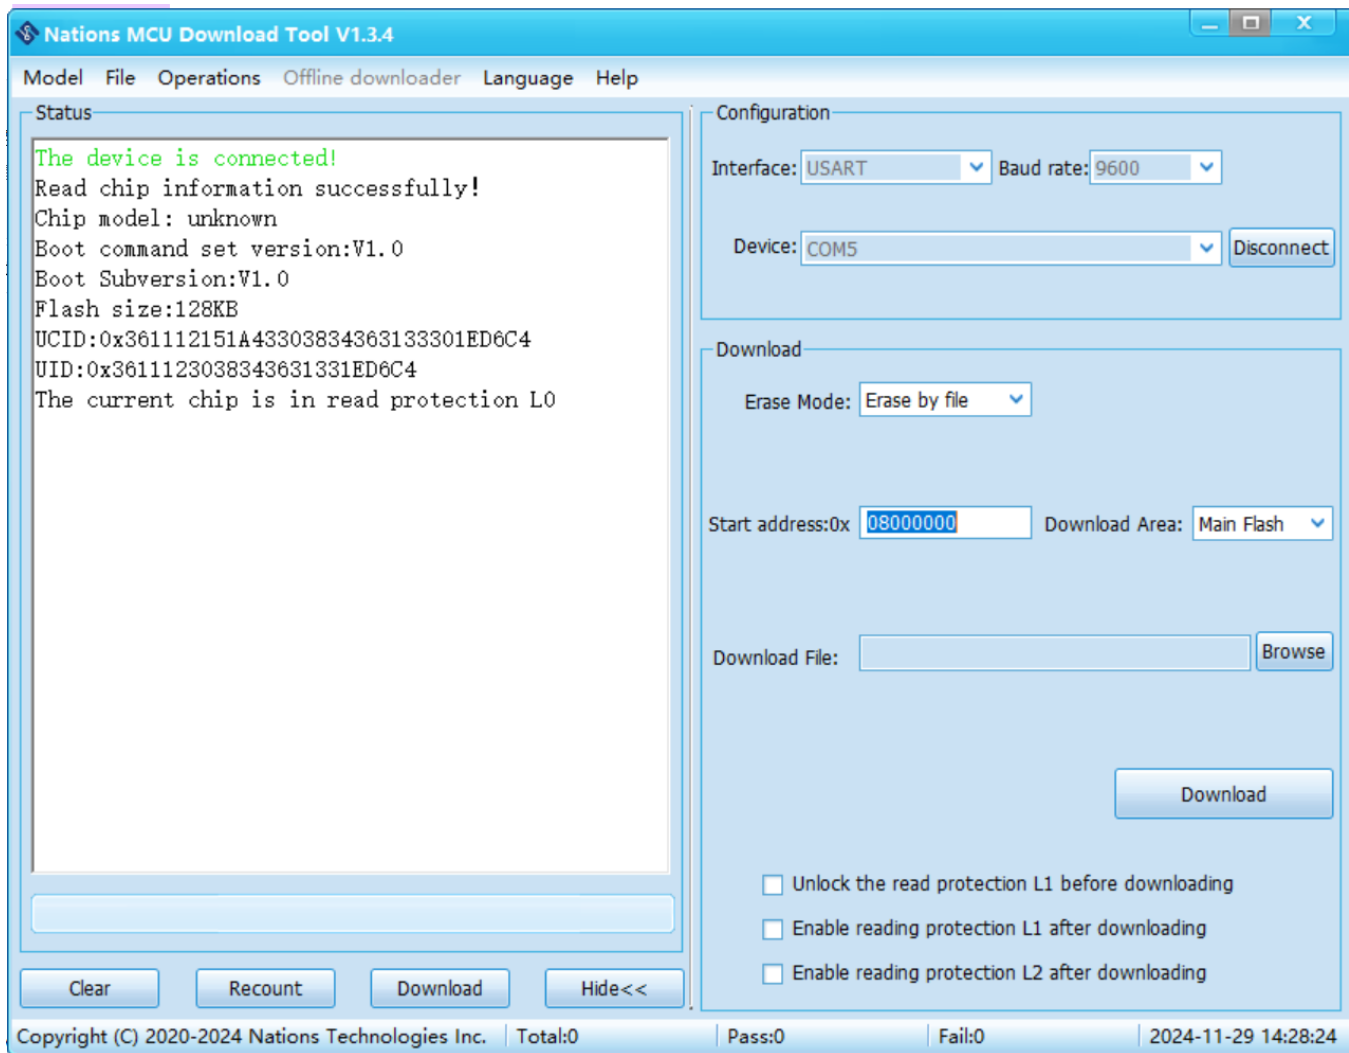 Nations MCU Download Tool V1.3.4
Model File Operations Offline downloader Language Help
Status
The device is connected!
Read chip information successfully!
Chip model: unknown
Boot command set version:V1.0
Boot Subversion:V1.0
Flash size:128KB
UCID:0x361112151A43303834363133301ED6C4
UID:0x3611123038343631331ED6C4
The current chip is in read protection L0
Clear Recount Download Hide<<
Configuration
Interface: USART Baud rate: 9600
Device: COM5 Disconnect
Download
Erase Mode: Erase by file
Start address:0x 08000000 Download Area: Main Flash
Download File: Browse
Download
Unlock the read protection L1 before downloading
Enable reading protection L1 after downloading
Enable reading protection L2 after downloading
Copyright (C) 2020-2024 Nations Technologies Inc. Total:0 Pass:0 Fail:0 2024-11-29 14:28:24